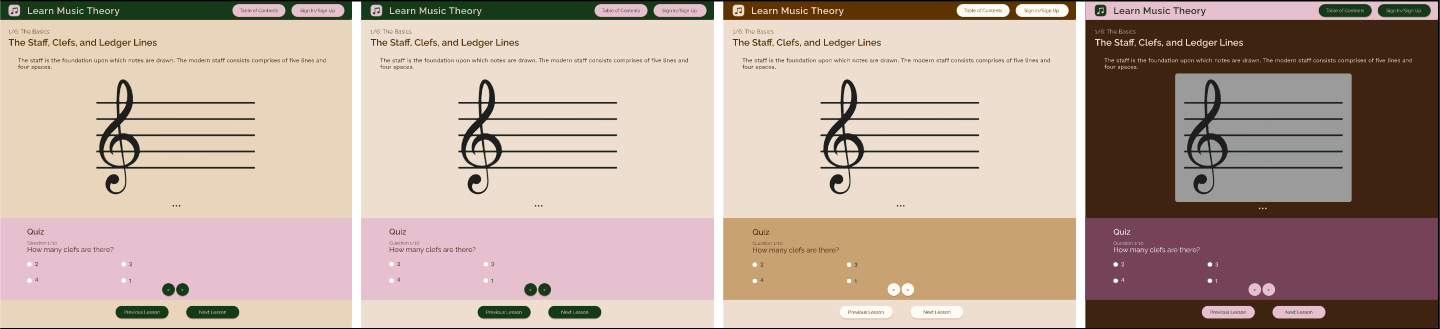 Learn Music Theory
Table of Contents
Sign In/Sign Up
1/6: The Basics
The Staff, Clefs, and Ledger Lines
The staff is the foundation upon which notes are drawn. The modern staff consists comprises of five lines and
four spaces.
...
Quiz
Question 1/10
How many clefs are there?
2
3
4
1
Previous Lesson
Next Lesson
Learn Music Theory
Table of Contents
Sign In/Sign Up
1/6: The Basics
The Staff, Clefs, and Ledger Lines
The staff is the foundation upon which notes are drawn. The modern staff consists comprises of five lines and
four spaces.
...
Quiz
Question 1/10
How many clefs are there?
2
3
4
1
Previous Lesson
Next Lesson
Learn Music Theory
Table of Contents
Sign In/Sign Up
1/6: The Basics
The Staff, Clefs, and Ledger Lines
The staff is the foundation upon which notes are drawn. The modern staff consists comprises of five lines and
four spaces.
...
Quiz
Question 1/10
How many clefs are there?
2
3
4
1
Previous Lesson
Next Lesson
Learn Music Theory
Table of Contents
Sign In/Sign Up
1/6: The Basics
The Staff, Clefs, and Ledger Lines
The staff is the foundation upon which notes are drawn. The modern staff consists comprises of five lines and
four spaces.
...
Quiz
Question 1/10
How many clefs are there?
2
3
4
1
Previous Lesson
Next Lesson